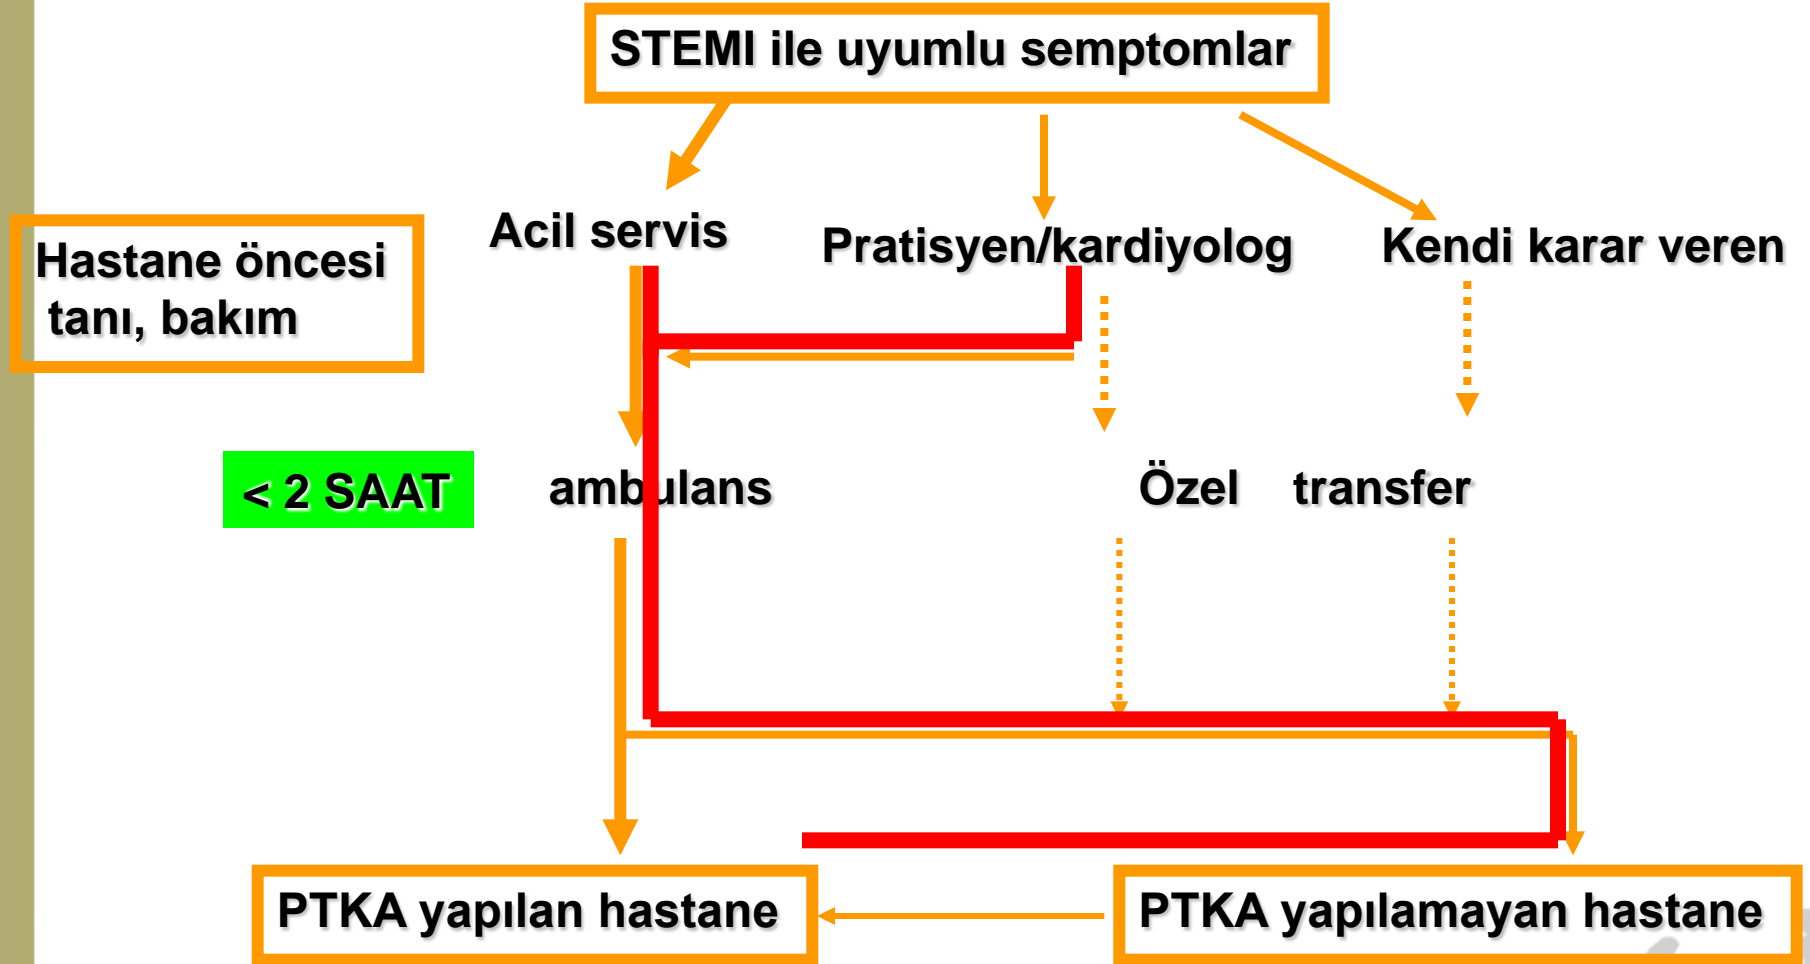 STEMI ile uyumlu semptomlar
Acil servis
Pratisyen/kardiyolog
Kendi karar veren
Hastane öncesi
tanı, bakım
< 2 SAAT
ambulans
Özel transfer
PTKA yapılan hastane
PTKA yapılamayan hastane